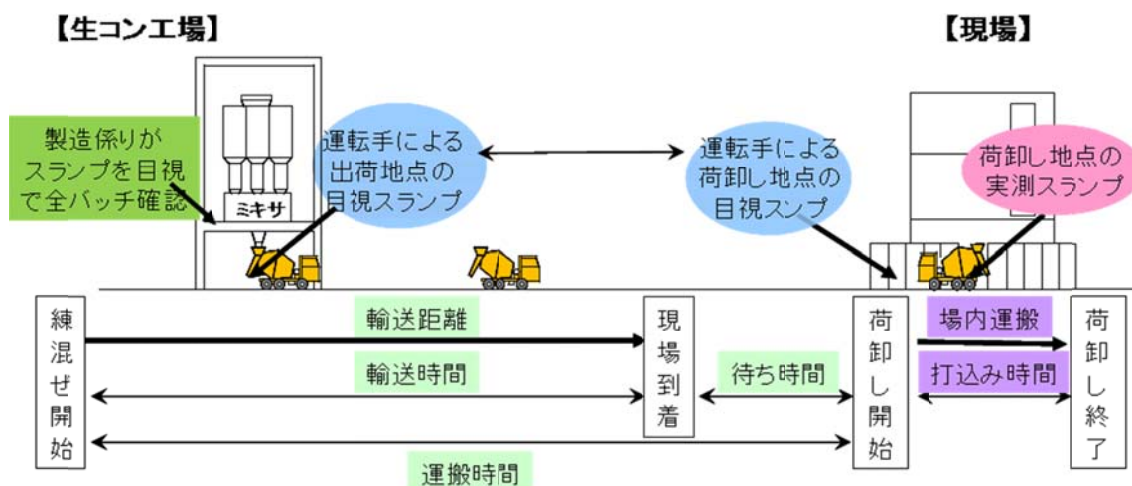 【生コン工場】
【現場】
製造係りが
スランプを目視
で全バッチ確認
ミキサ
運転手による
出荷地点の
目視スランプ
運転手による
荷卸し地点の
目視スンプ
荷卸し地点の
実測スランプ
練混ぜ開始
輸送距離
輸送時間
現場到着
待ち時間
荷卸し開始
場内運搬
打込み時間
荷卸し終了
運搬時間